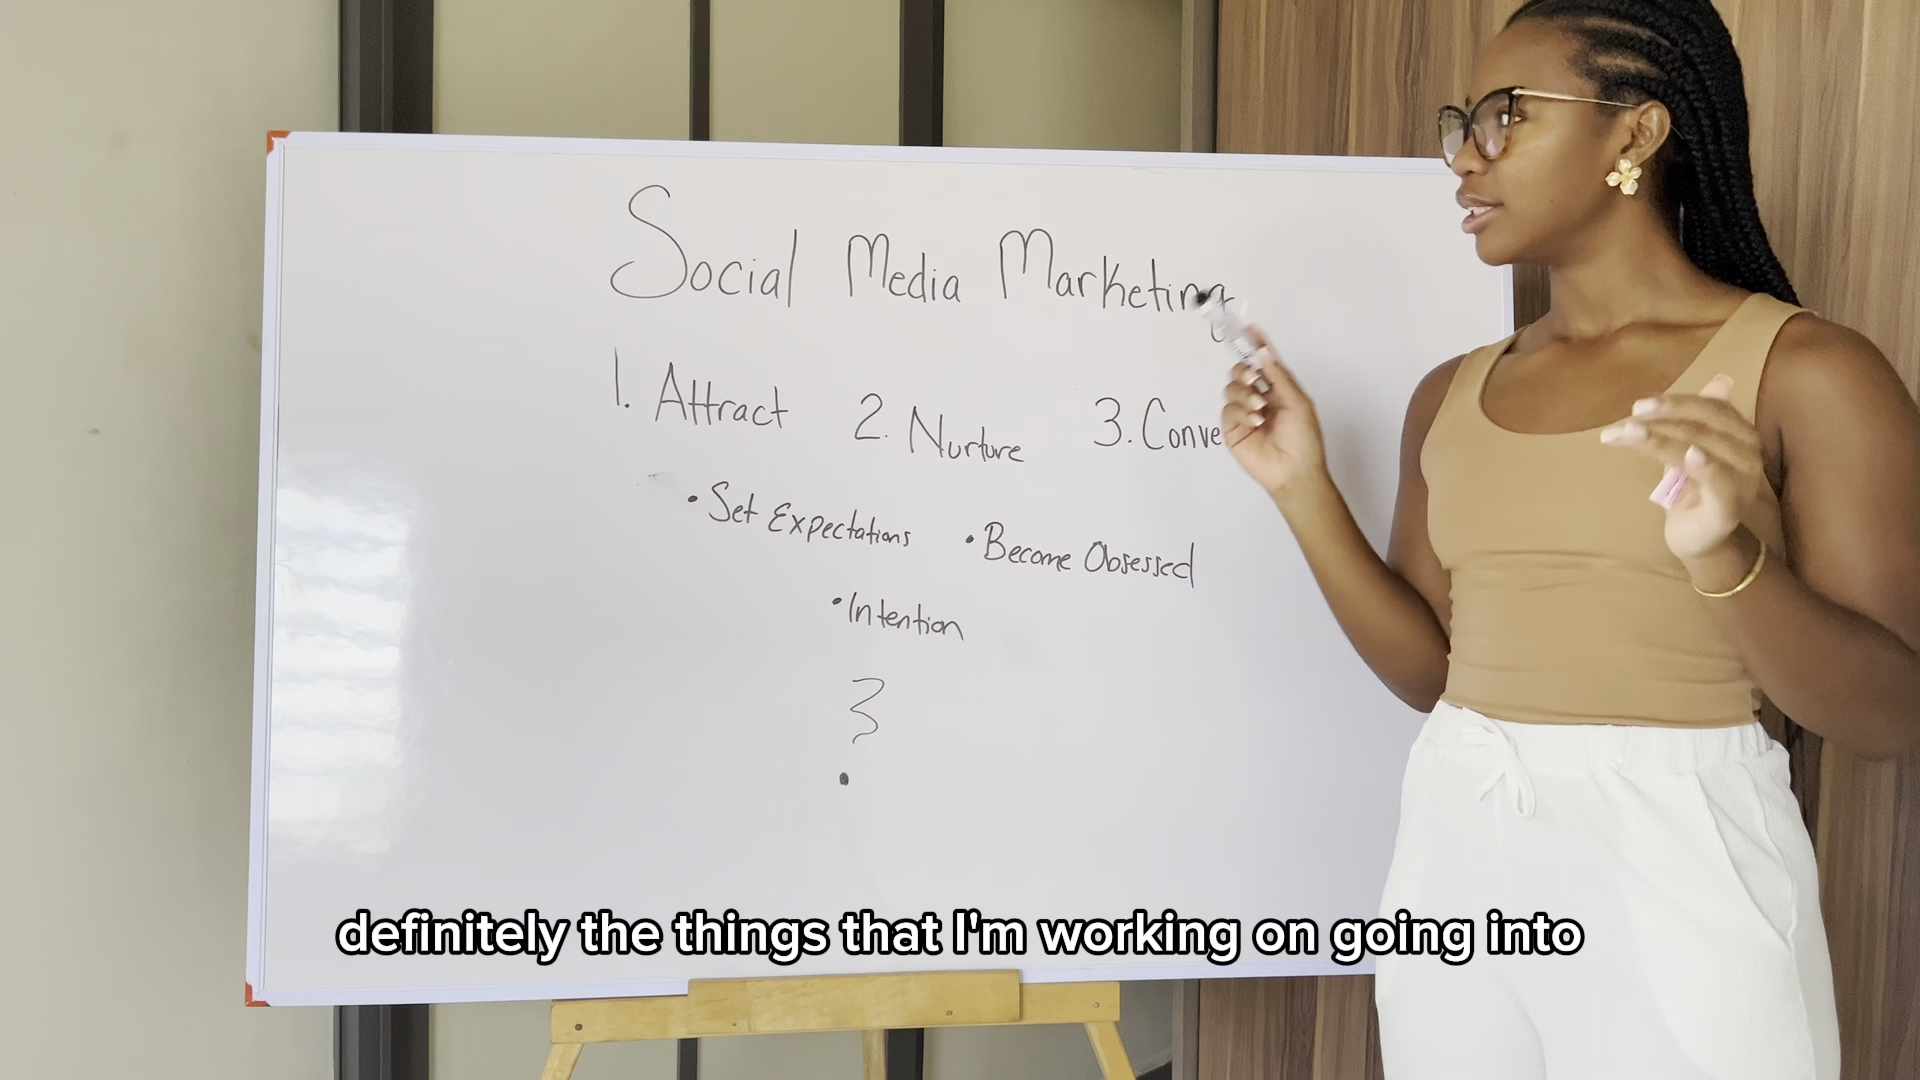 Social Media Marketing
1. Attract 2. Nurture 3. Conve
• Set Expectations • Become Obsessed
• Intention
?
definitely the things that I'm working on going into